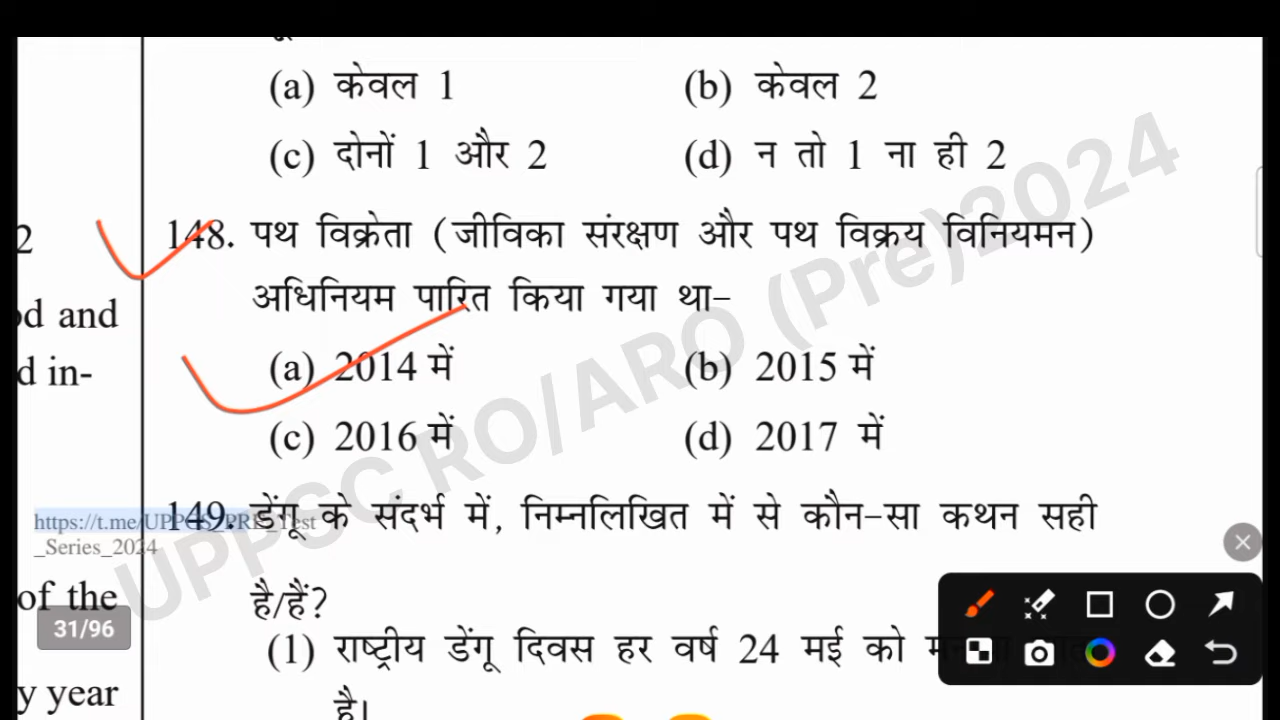 (a) केवल 1 (b) केवल 2
(c) दोनों 1 और 2 (d) न तो 1 ना ही 2
148. पथ विक्रेता (जीविका संरक्षण और पथ विक्रय विनियमन)
अधिनियम पारित किया गया था-
(a) 2014 में (b) 2015 में
(c) 2016 में (d) 2017 में
149. डेंगू के संदर्भ में, निम्नलिखित में से कौन-सा कथन सही
है/हैं?
(1) राष्ट्रीय डेंगू दिवस हर वर्ष 24 मई को
है।
2
and
d in-
of the
y year
https://t.me/UPPCS_PRE_Test
_Series_2024
31/96
UPPSC RO/ARO (Pre)2024